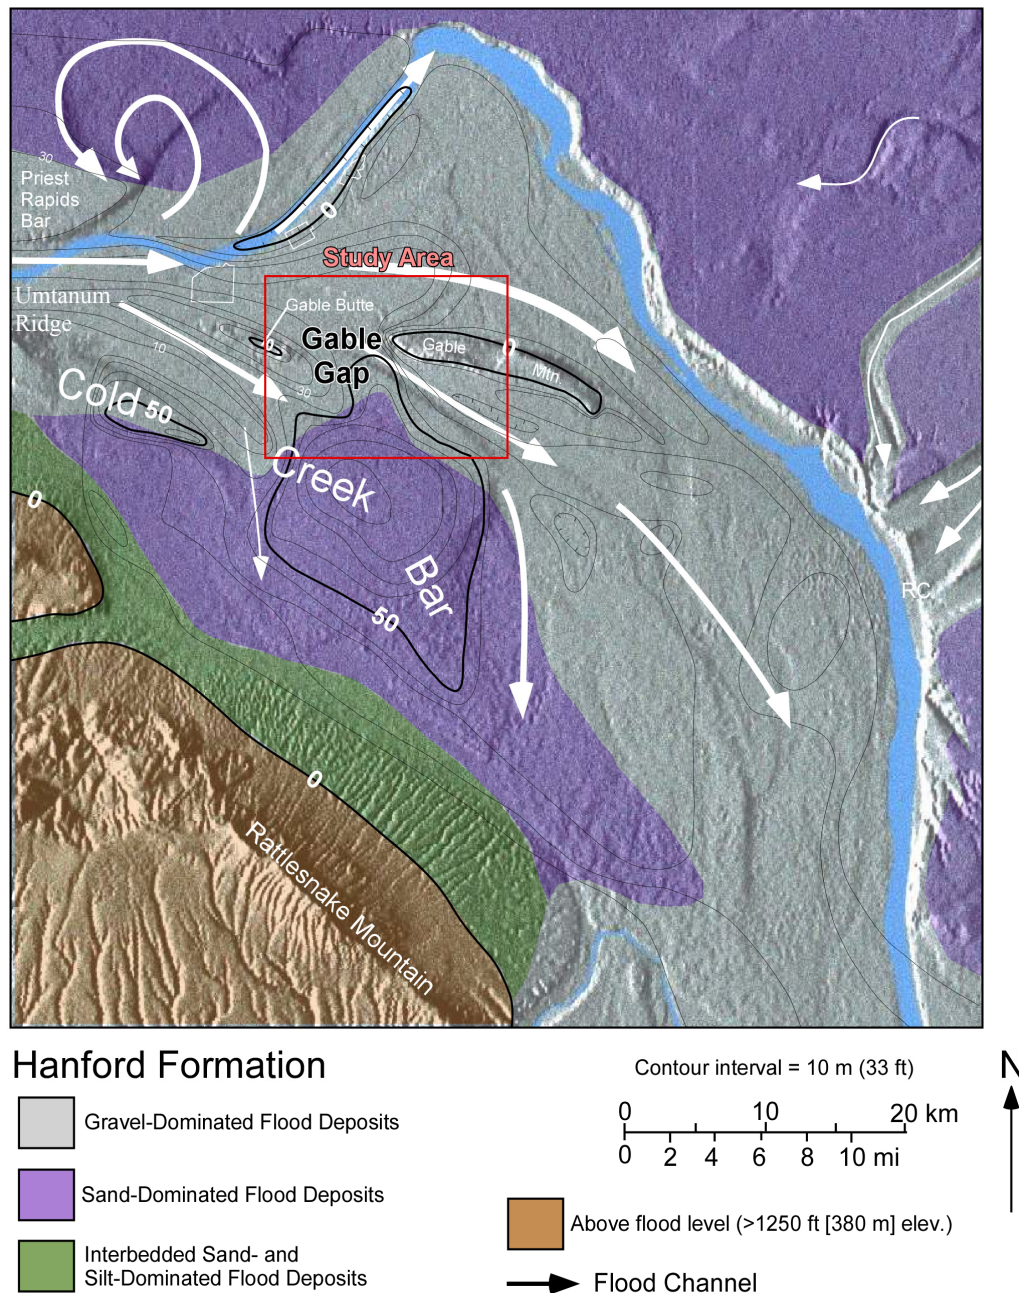 30
Priest
Rapids
Bar
0
Study Area
Umtanum
Ridge
Gable Butte
0
Gable
Gap
Gable
0
Mtn.
10
30
Cold
50
Creek
Bar
0
50
RC
0
Rattlesnake Mountain
Hanford Formation
Gravel-Dominated Flood Deposits
Sand-Dominated Flood Deposits
Interbedded Sand- and
Silt-Dominated Flood Deposits
Contour interval = 10 m (33 ft)
0 10 20 km
0 2 4 6 8 10 mi
Above flood level (>1250 ft [380 m] elev.)
Flood Channel
N